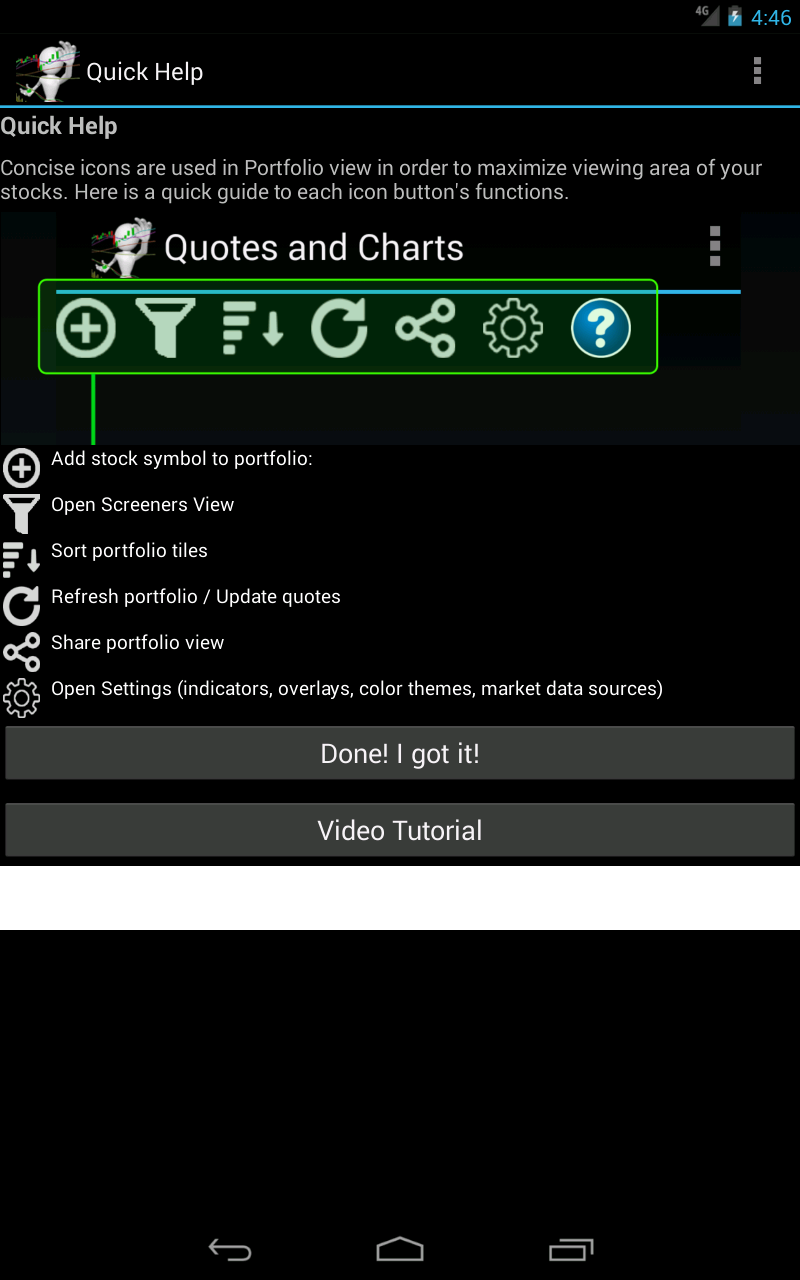 4G 4:46
Quick Help
Quick Help
Concise icons are used in Portfolio view in order to maximize viewing area of your
stocks. Here is a quick guide to each icon button's functions.
Quotes and Charts
?
Add stock symbol to portfolio:
Open Screeners View
Sort portfolio tiles
Refresh portfolio / Update quotes
Share portfolio view
Open Settings (indicators, overlays, color themes, market data sources)
Done! I got it!
Video Tutorial